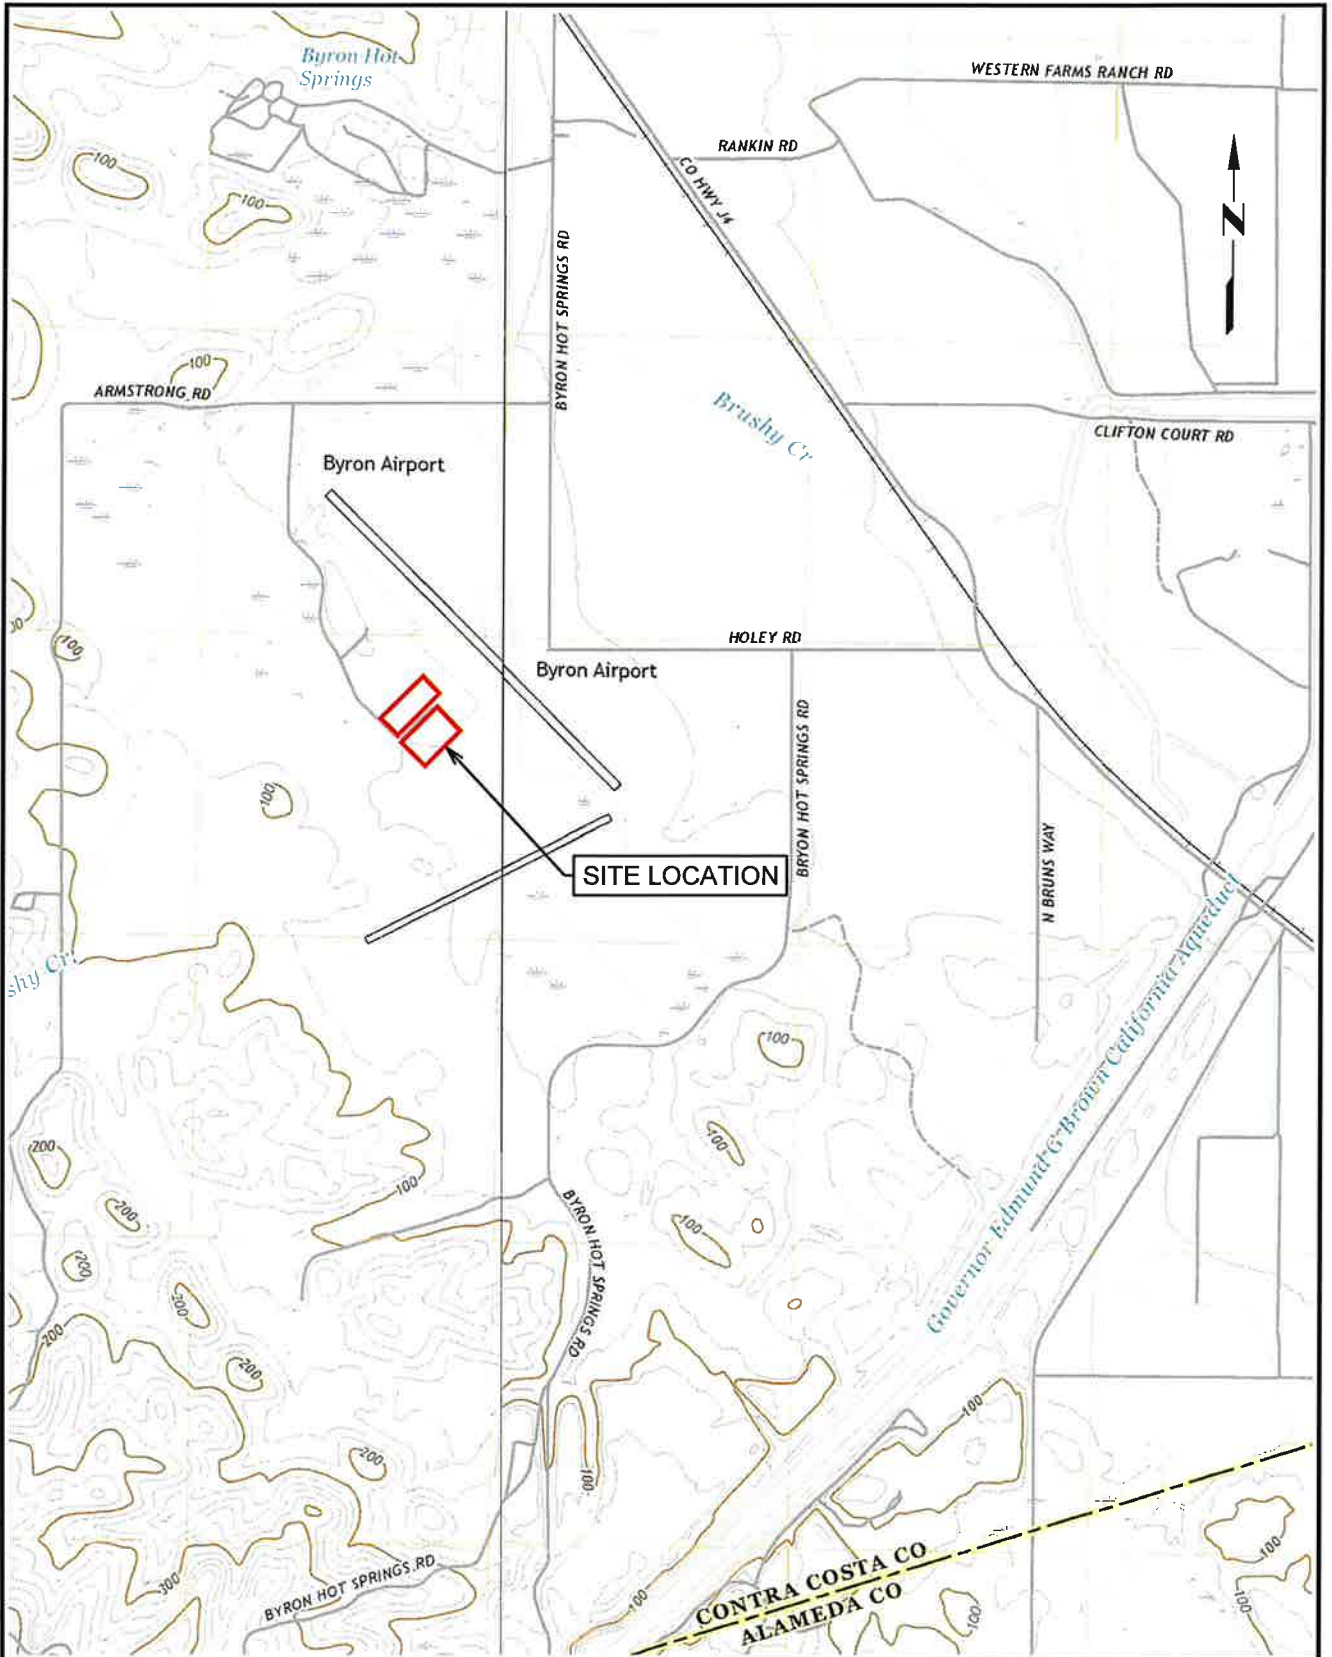 Byron Hot
Springs
WESTERN FARMS RANCH RD
RANKIN RD
CO HWY J4
100
100
N
BYRON HOT SPRINGS RD
100
ARMSTRONG RD
Brushy Cr
CLIFTON COURT RD
Byron Airport
HOLEY RD
100
Byron Airport
BRYON HOT SPRINGS RD
100
N BRUNS WAY
SITE LOCATION
shy Cr
Governor Edmund G Brown California Aqueduct
100
100
200
100
200
100
BYRON HOT SPRINGS RD
200
200
200
200
100
200
100
300
BYRON HOT SPRINGS RD
100
CONTRA COSTA CO
ALAMEDA CO
100
100
100